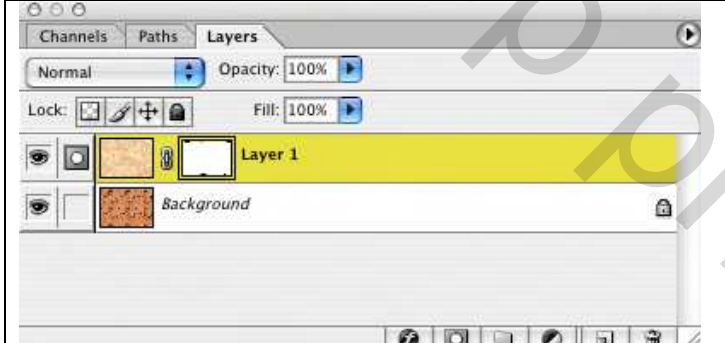 Channels Paths Layers
Normal Opacity: 100%
Lock: Fill: 100%
Layer 1
Background